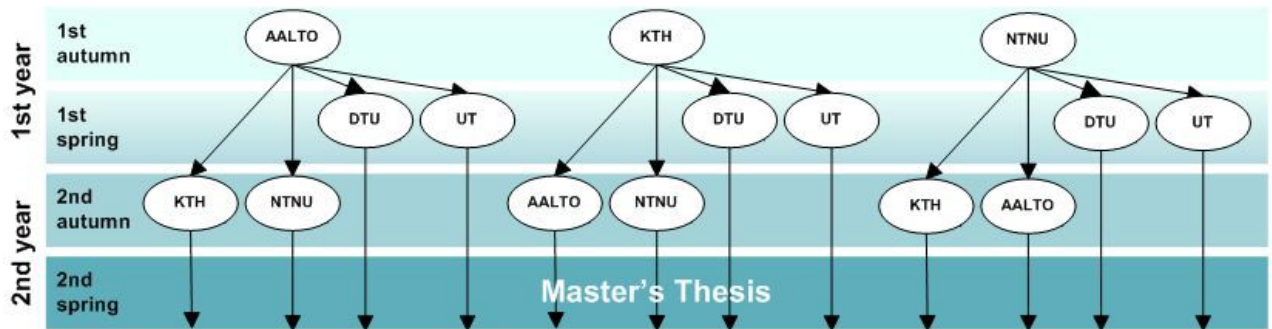 1st year
1st
autumn
AALTO
KTH
NTNU
1st
spring
DTU
UT
DTU
UT
DTU
UT
2nd year
2nd
autumn
KTH
NTNU
AALTO
NTNU
KTH
AALTO
2nd
spring
Master's Thesis